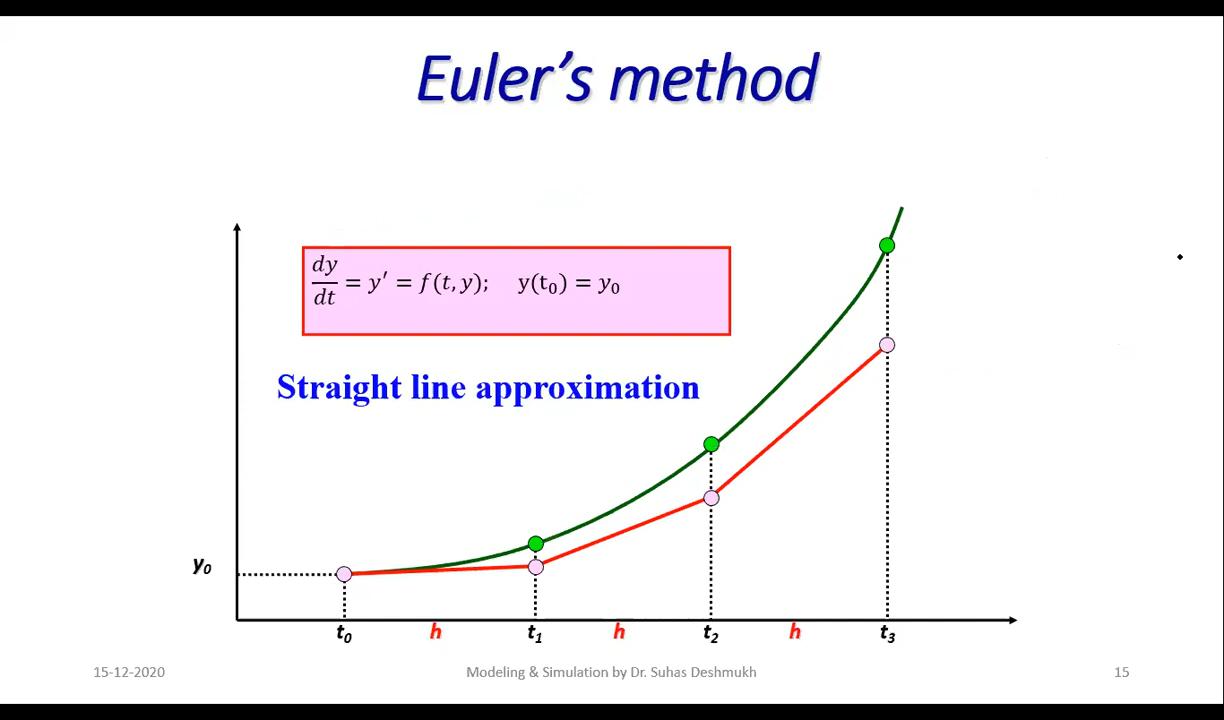 Euler's method
dy/dt = y′ = f(t, y);  y(t₀) = y₀
Straight line approximation
y₀
t₀ h t₁ h t₂ h t₃
15-12-2020 Modeling & Simulation by Dr. Suhas Deshmukh 15